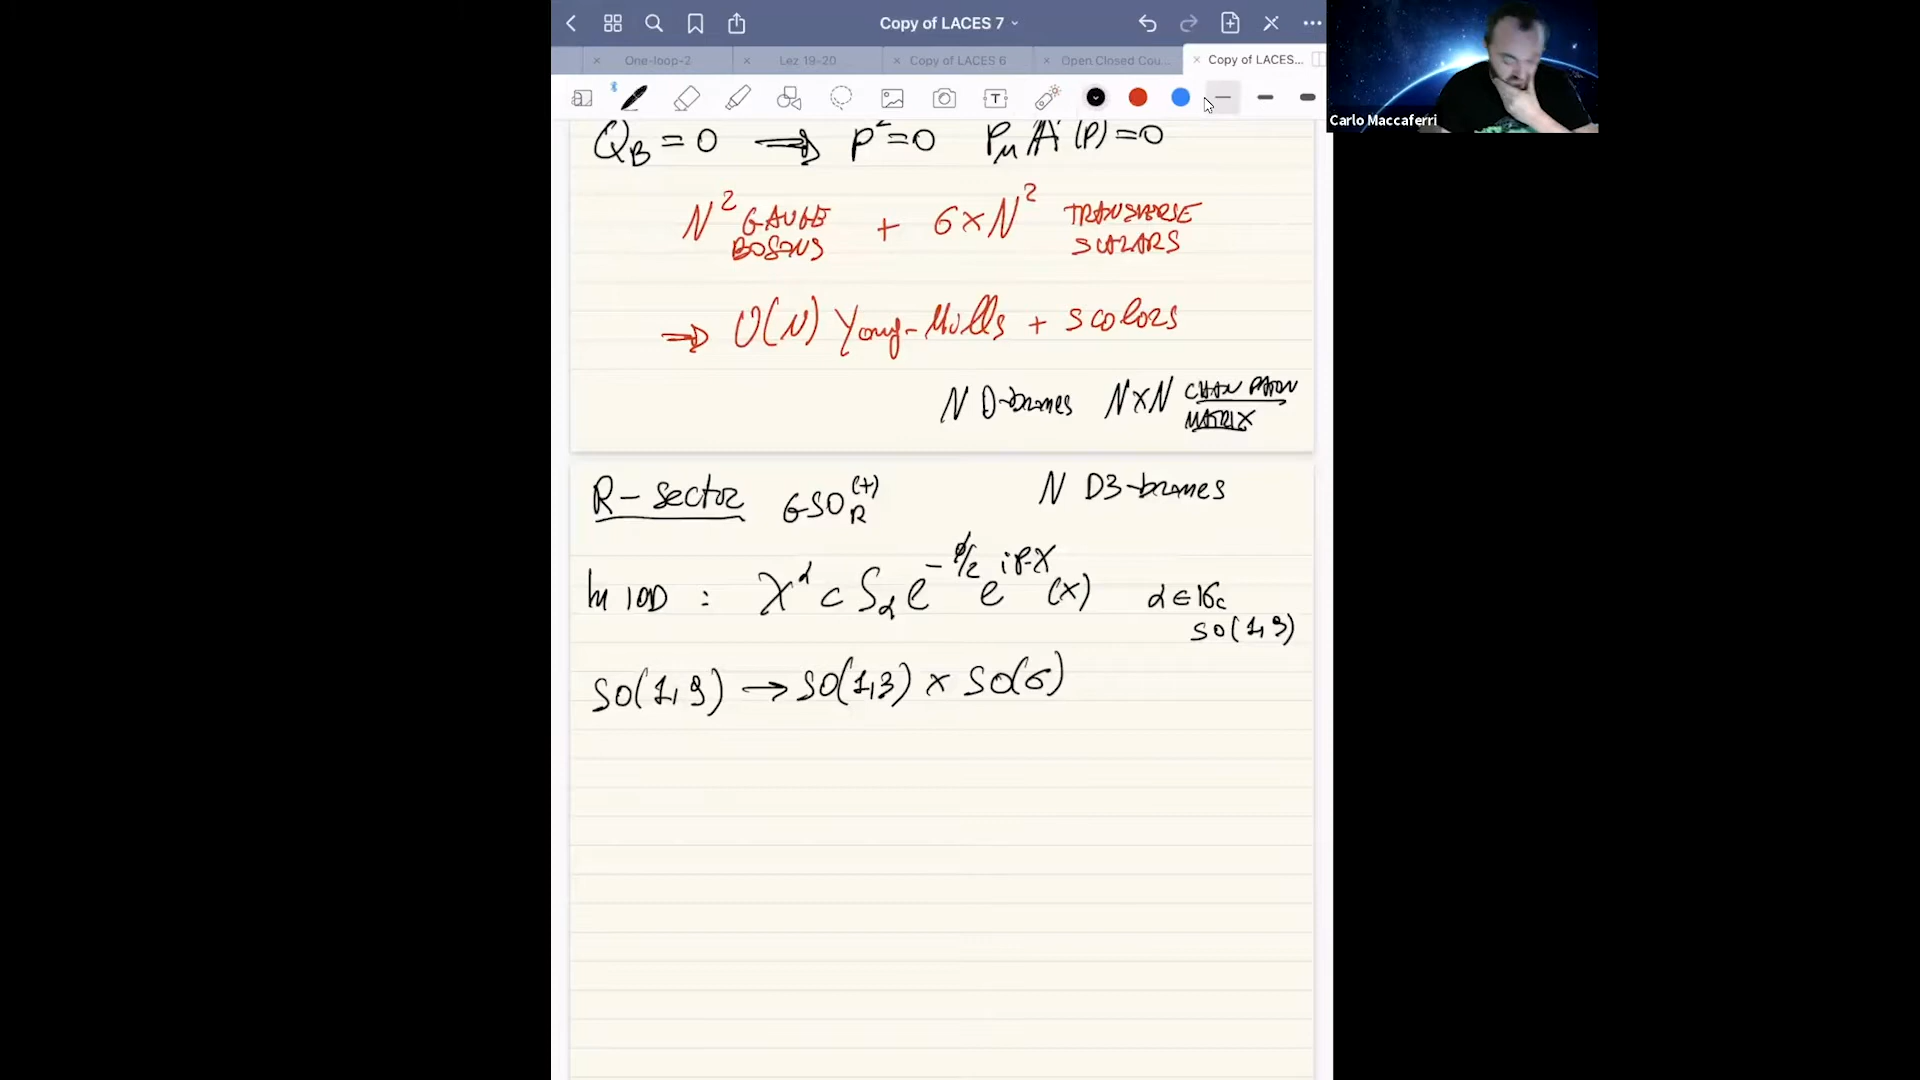 Copy of LACES 7
One-loop-2
Lez 19-20
Copy of LACES 6
Open Closed Cou...
Copy of LACES...
Carlo Maccaferri
Q_B = 0 ⟹ p² = 0 P_μ A (P) = 0
N² GAUGE BOSONS + 6×N² TRANSVERSE SCALARS
⇒ U(N) Yang-Mills + scalars
N D-branes N×N CHAN PATON MATRIX
R-sector GSO_R^(+) N D3-branes
In 10D : χ^α c S_α e^{-φ/2} e^{iP·X} (x) α ∈ 16_c
SO(1,9)
SO(1,9) → SO(1,3) × SO(6)